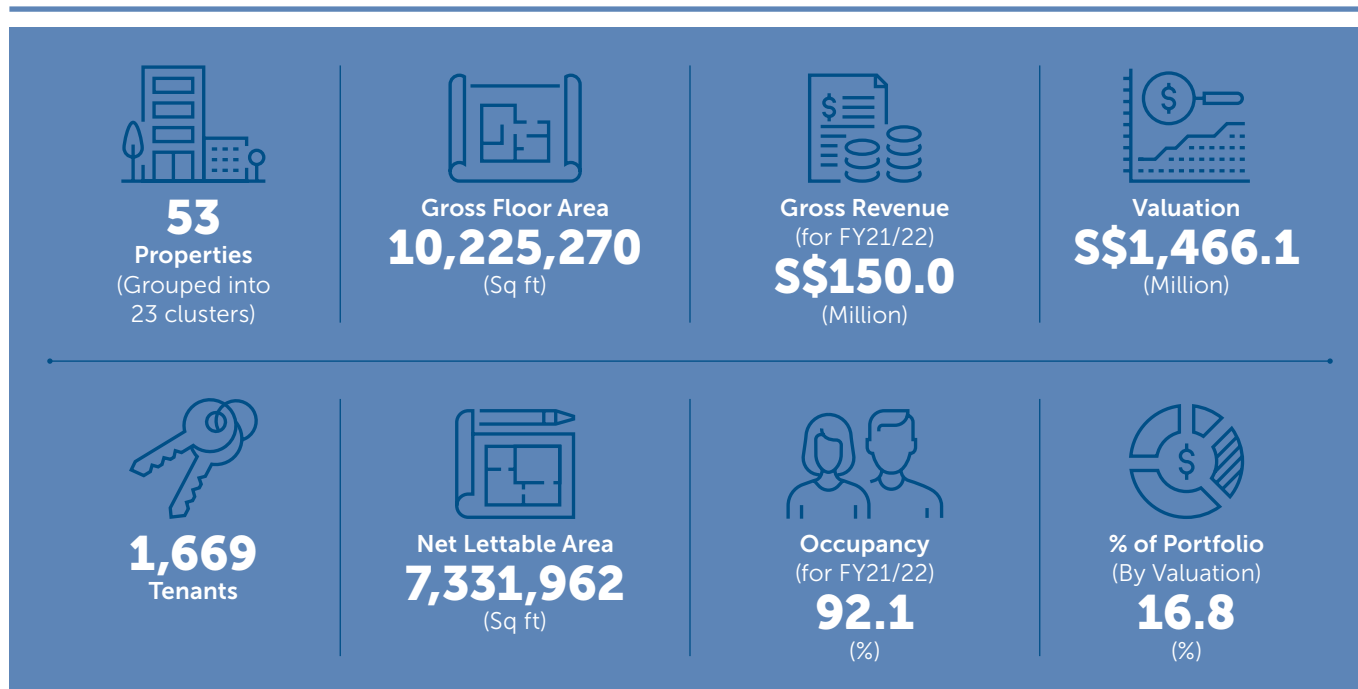 53
Properties
(Grouped into
23 clusters)
Gross Floor Area
10,225,270
(Sq ft)
Gross Revenue
(for FY21/22)
S$150.0
(Million)
Valuation
S$1,466.1
(Million)
1,669
Tenants
Net Lettable Area
7,331,962
(Sq ft)
Occupancy
(for FY21/22)
92.1
(%)
% of Portfolio
(By Valuation)
16.8
(%)